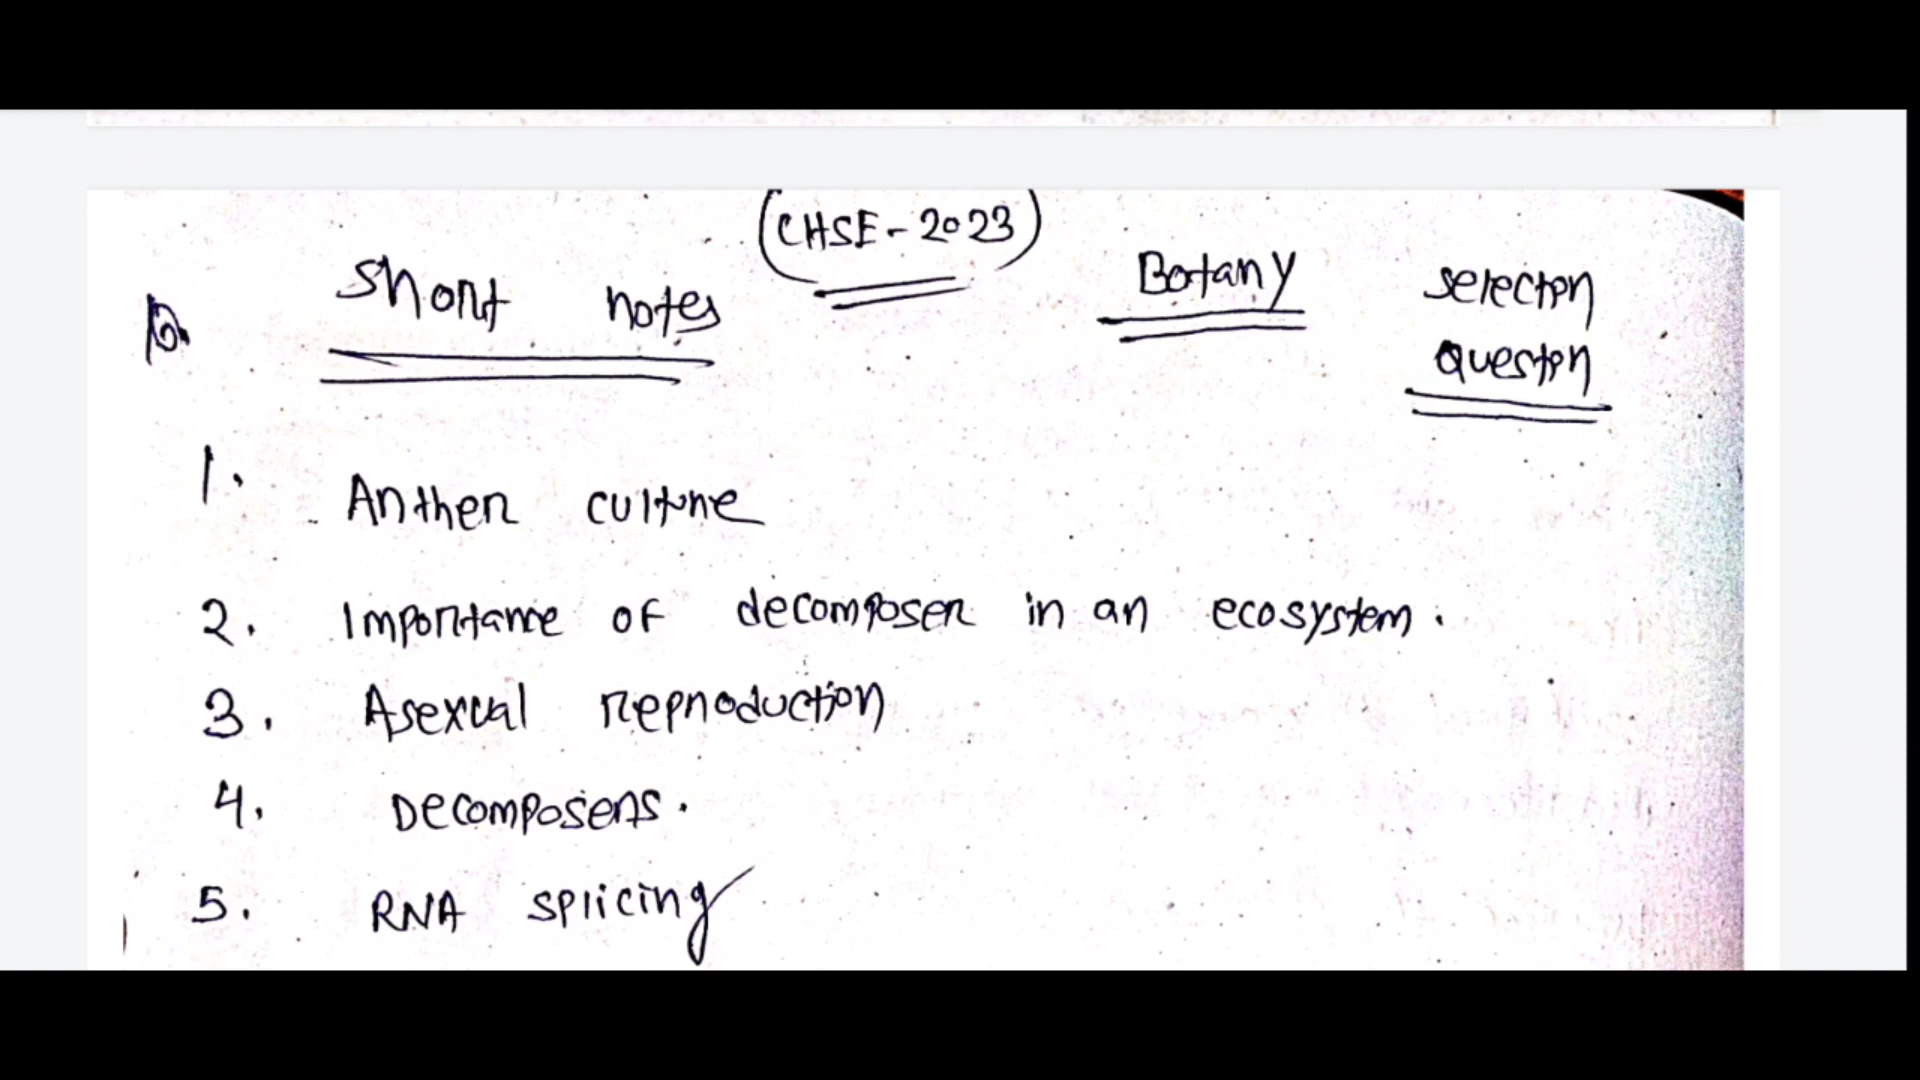 (CHSE-2023)
Q. Short notes
Botany
selection
Question
1. Anther culture
2. Importance of decomposer in an ecosystem.
3. Asexual reproduction
4. Decomposers.
5. RNA splicing